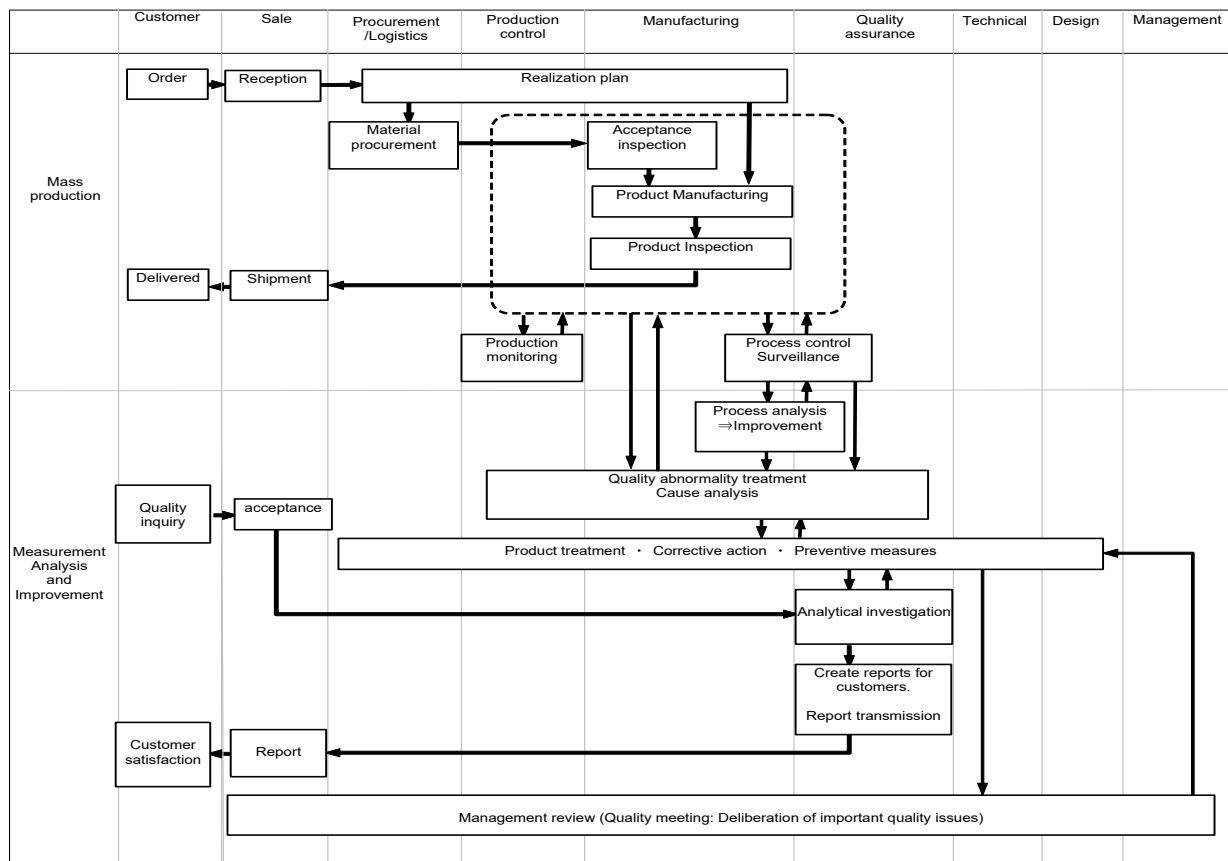 Customer
Sale
Procurement
/Logistics
Production
control
Manufacturing
Quality
assurance
Technical
Design
Management
Mass
production
Order
Reception
Realization plan
Material
procurement
Acceptance
inspection
Product Manufacturing
Product Inspection
Delivered
Shipment
Production
monitoring
Process control
Surveillance
Measurement
Analysis
and
Improvement
Process analysis
⇒Improvement
Quality abnormality treatment
Cause analysis
Quality
inquiry
acceptance
Product treatment ・ Corrective action ・ Preventive measures
Analytical investigation
Create reports for
customers.
Report transmission
Customer
satisfaction
Report
Management review (Quality meeting: Deliberation of important quality issues)